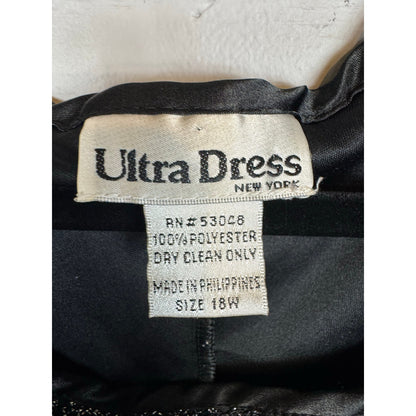 Ultra Dress
NEW YORK
RN#53048
100% POLYESTER
DRY CLEAN ONLY
MADE IN PHILIPPINES
SIZE 18W